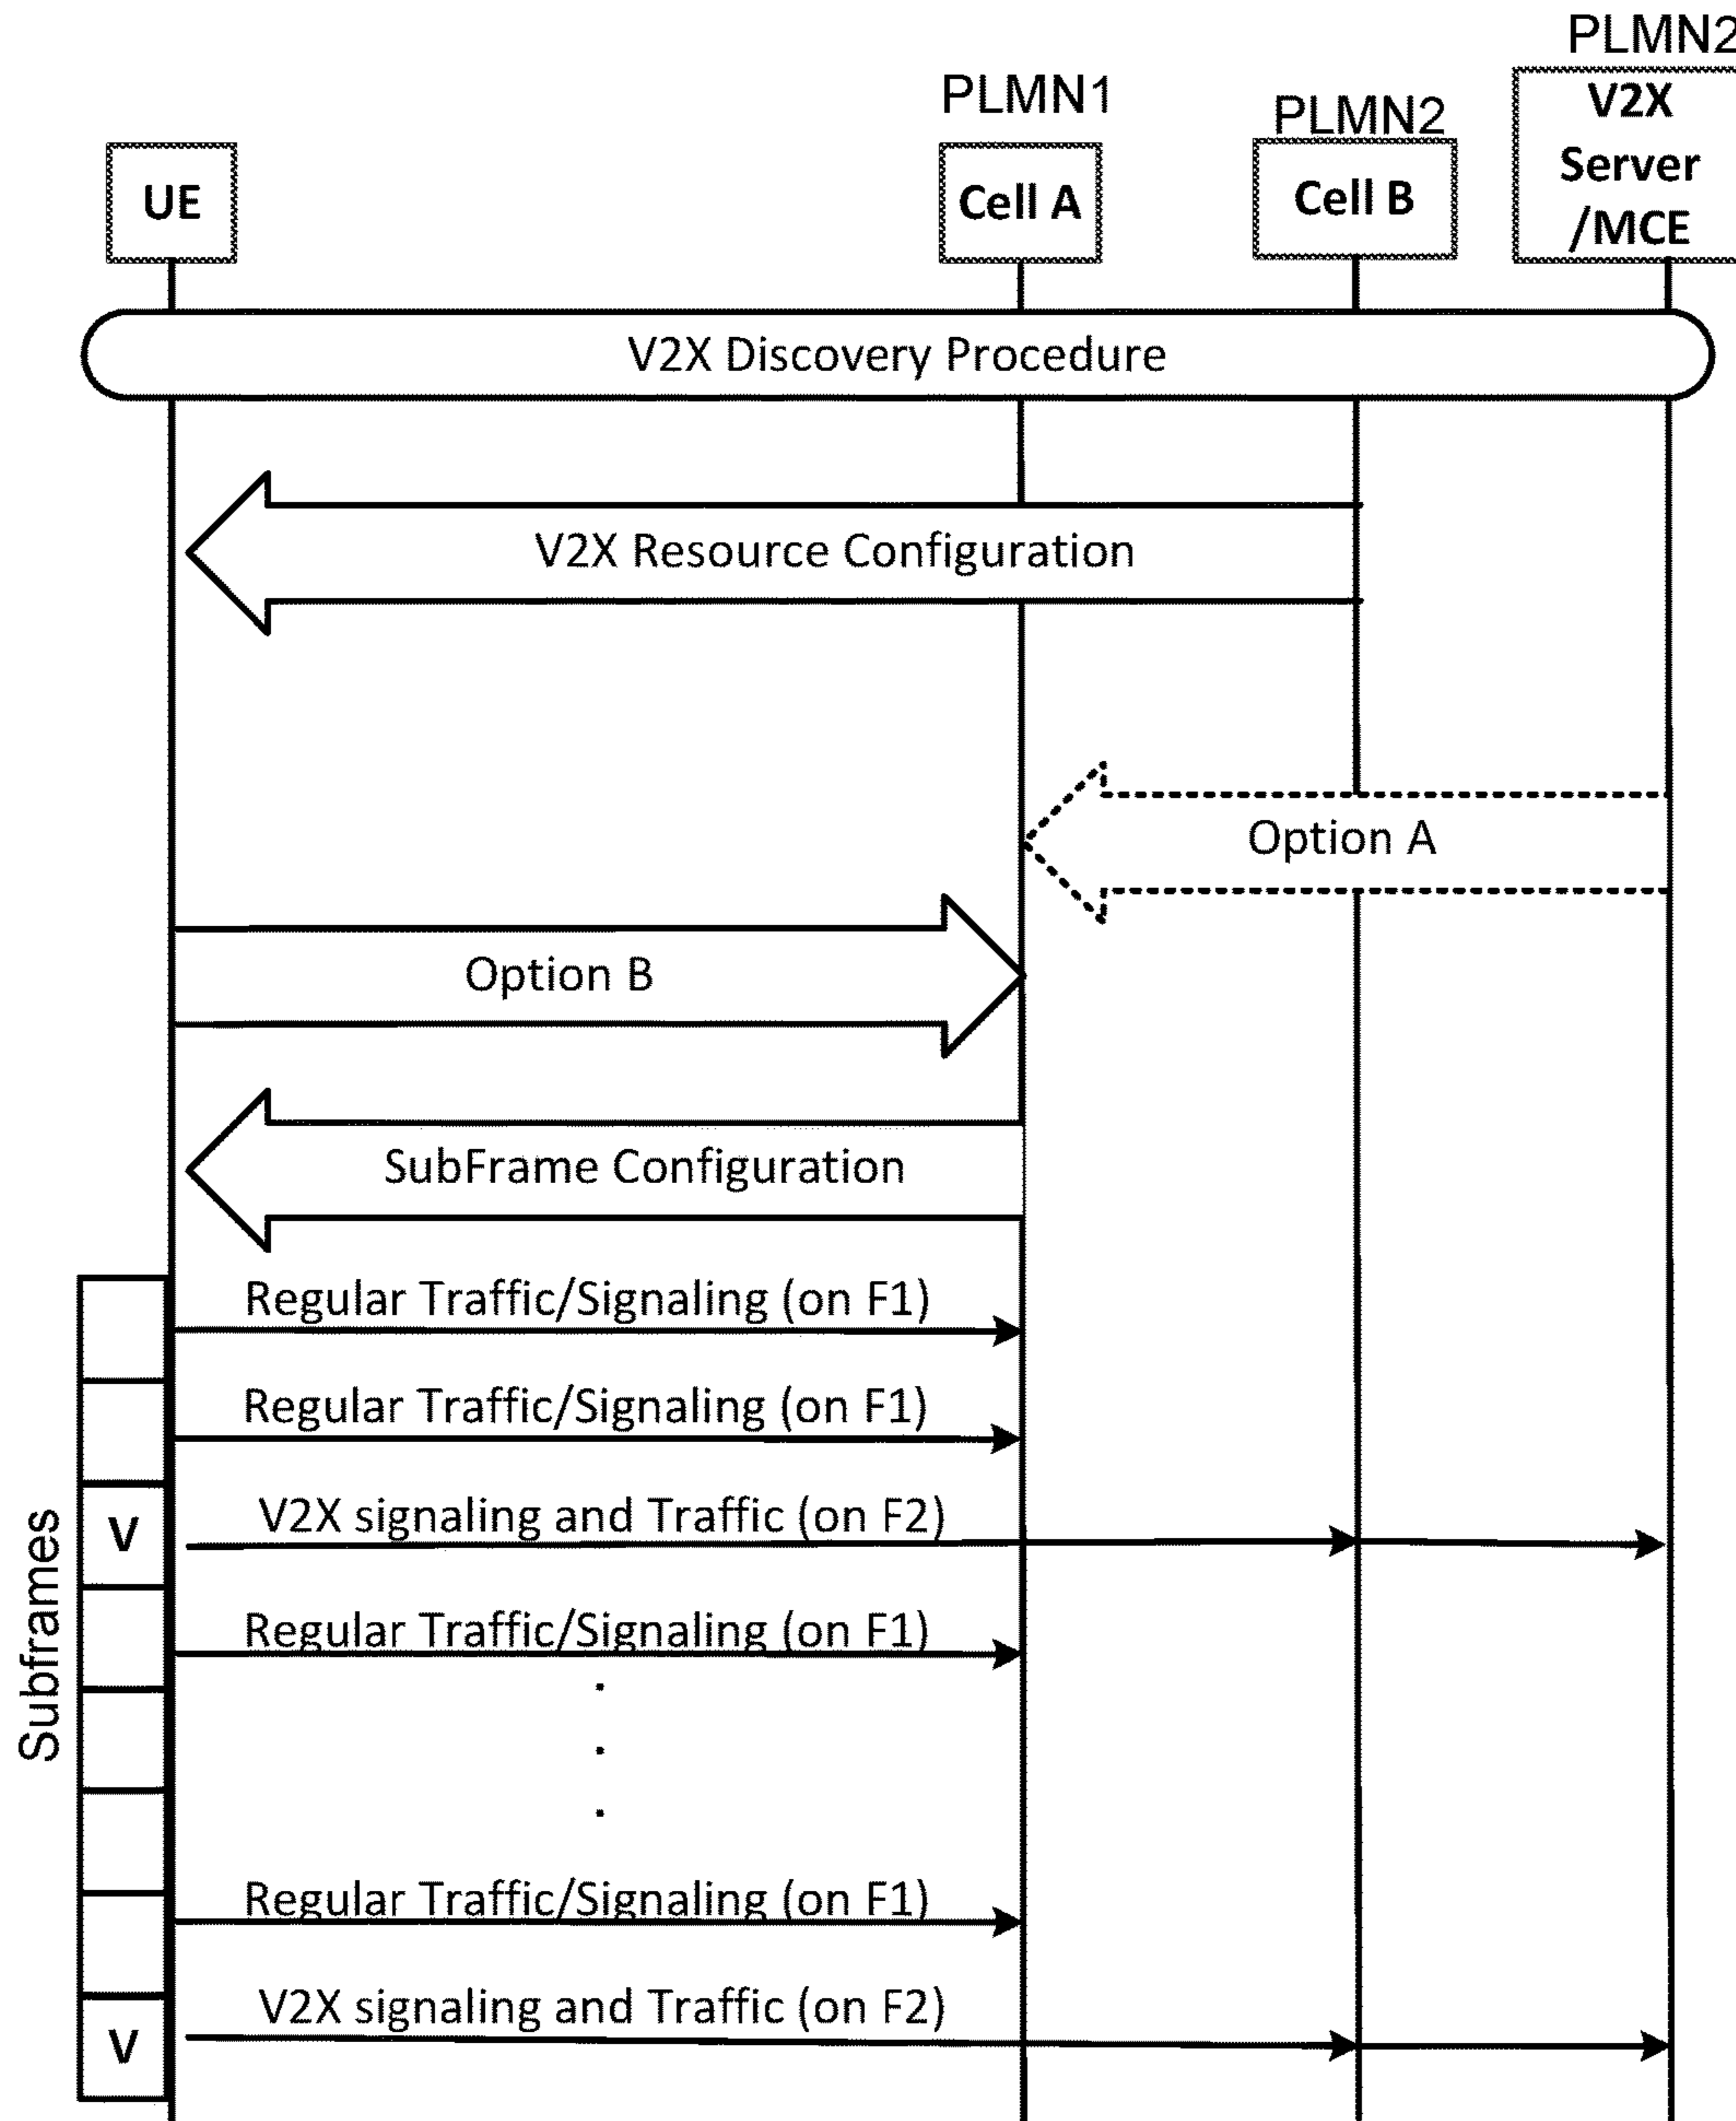 PLMN2
PLMN1
PLMN2
UE
Cell A
Cell B
V2X
Server
/MCE
V2X Discovery Procedure
V2X Resource Configuration
Option A
Option B
SubFrame Configuration
Regular Traffic/Signaling (on F1)
Regular Traffic/Signaling (on F1)
V
V2X signaling and Traffic (on F2)
Regular Traffic/Signaling (on F1)
Subframes
Regular Traffic/Signaling (on F1)
V
V2X signaling and Traffic (on F2)